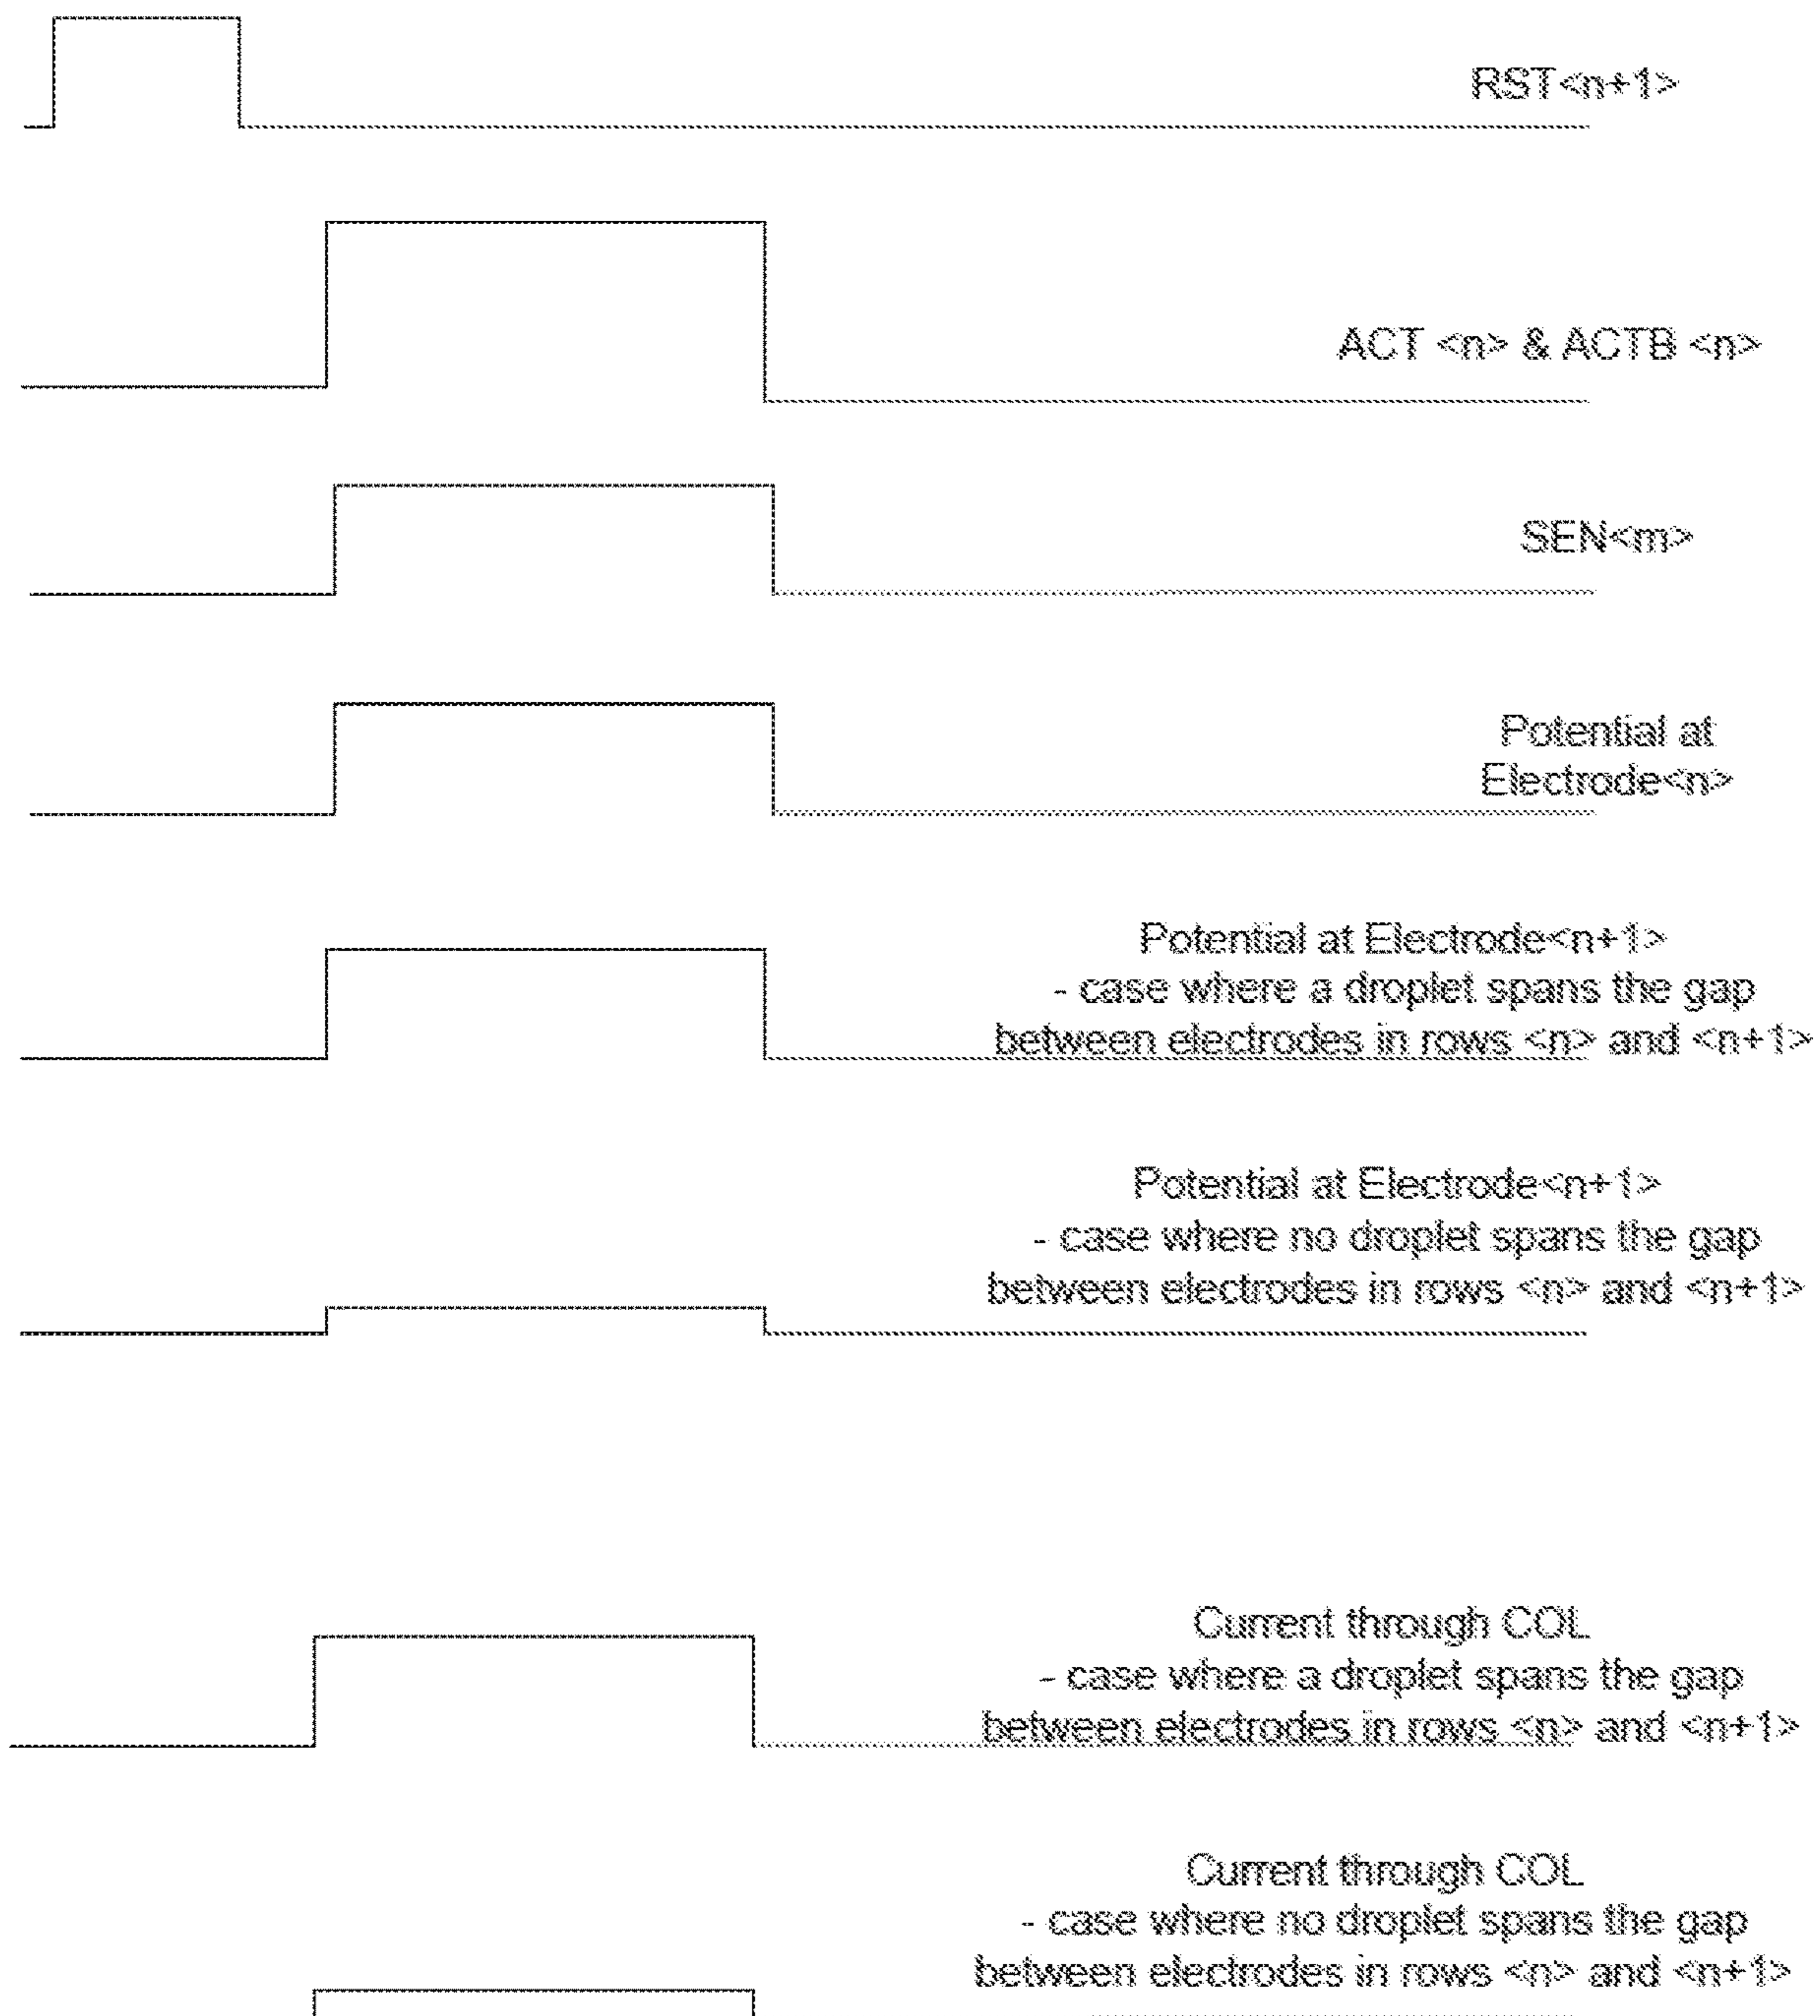 RST<n+1>
ACT <n> & ACTB <n>
SEN<m>
Potential at
Electrode<n>
Potential at Electrode<n+1>
- case where a droplet spans the gap
between electrodes in rows <n> and <n+1>
Potential at Electrode<n+1>
- case where no droplet spans the gap
between electrodes in rows <n> and <n+1>
Current through COL
- case where a droplet spans the gap
between electrodes in rows <n> and <n+1>
Current through COL
- case where no droplet spans the gap
between electrodes in rows <n> and <n+1>